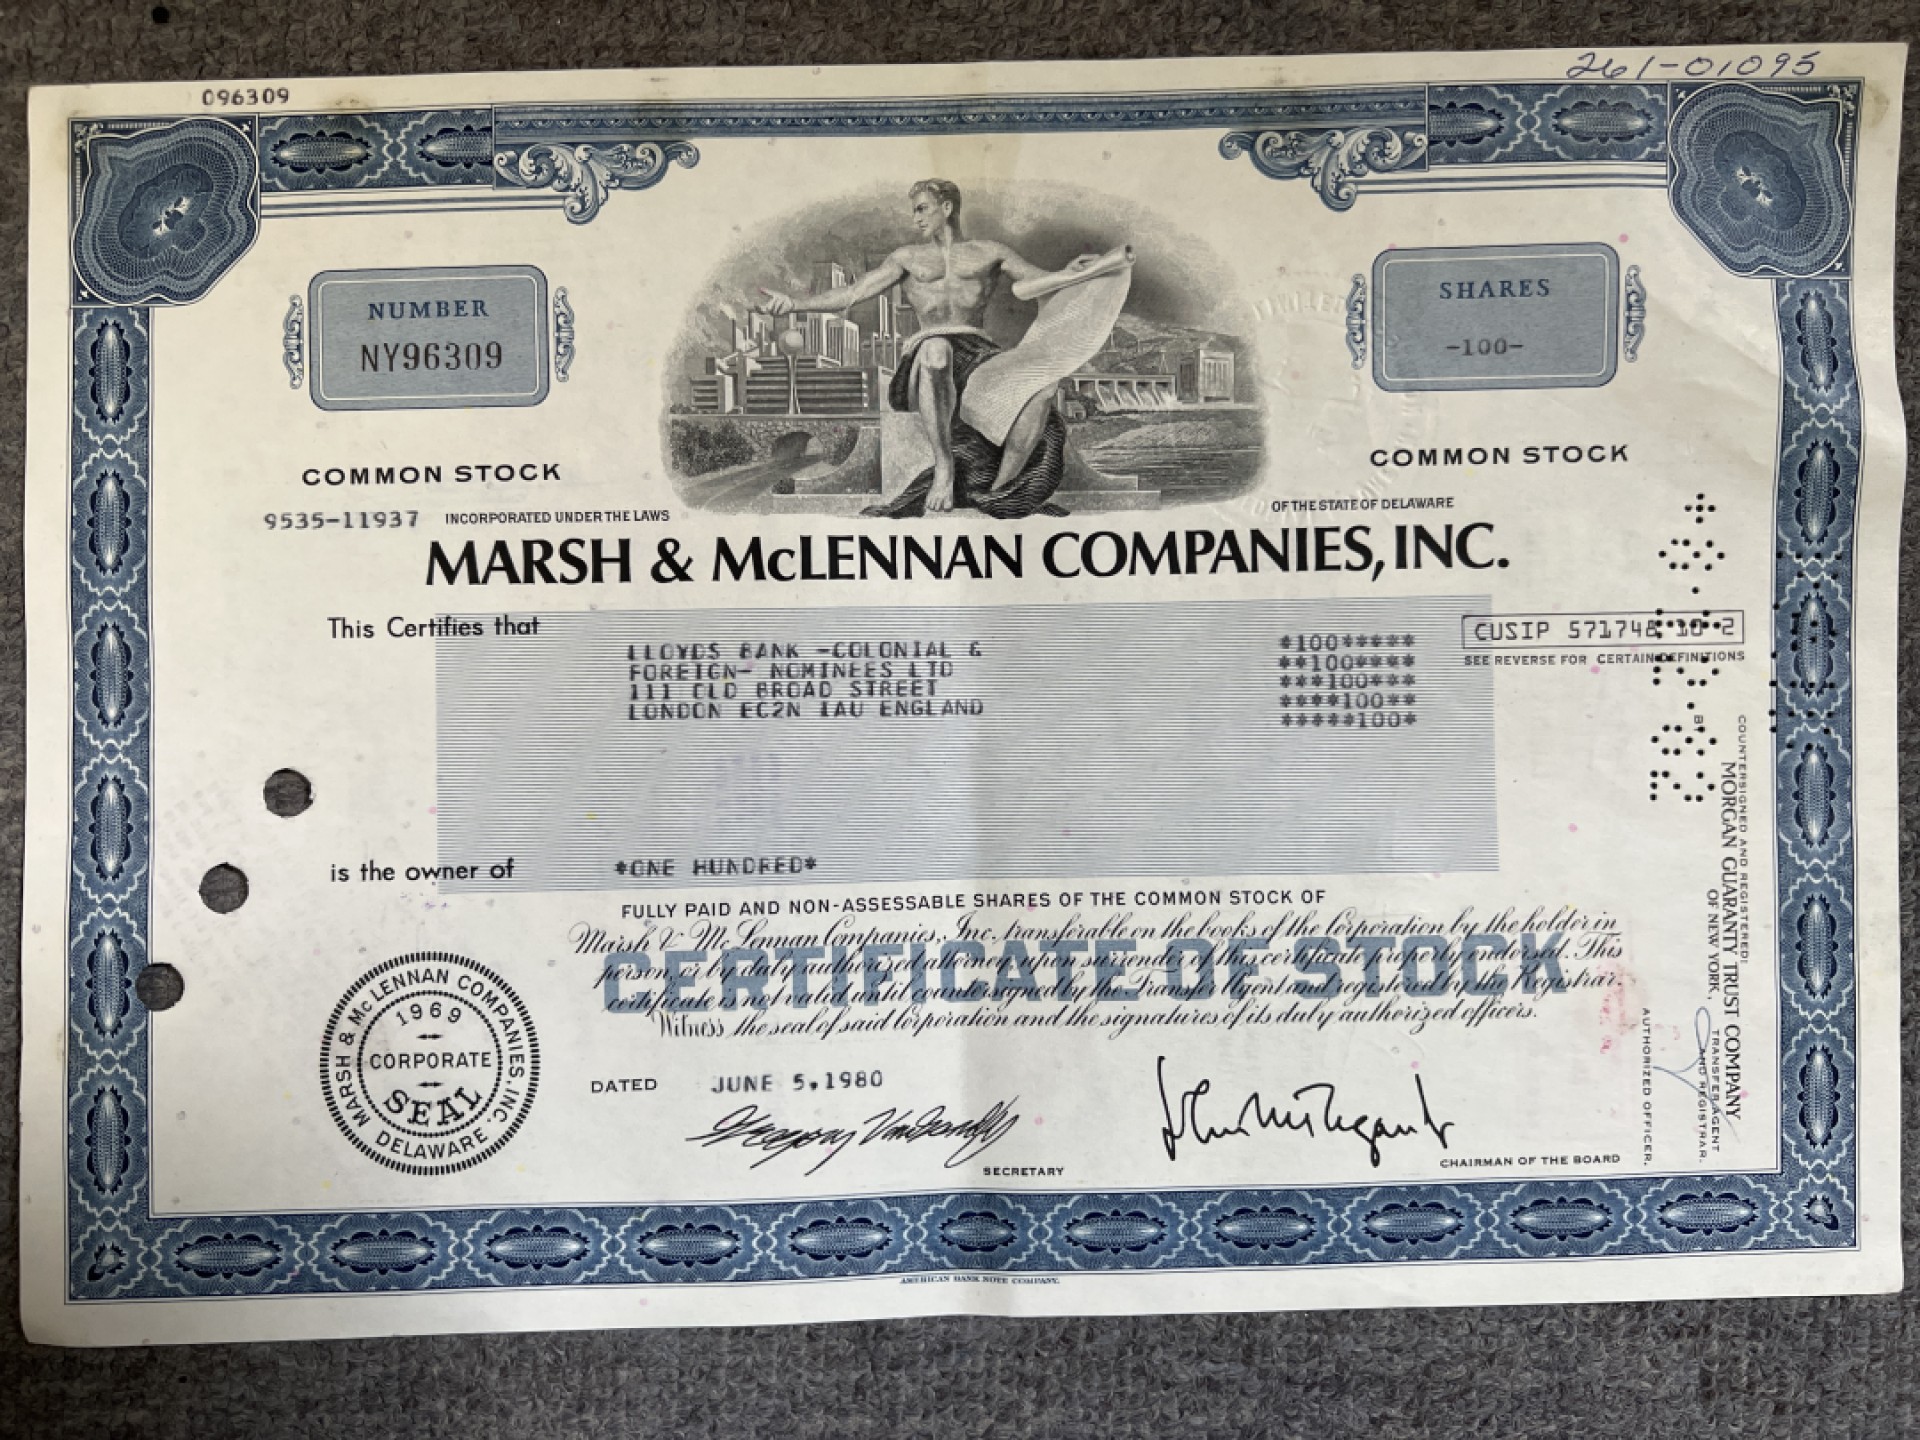 096309
261-01095
NUMBER
NY96309
SHARES
-100-
COMMON STOCK
COMMON STOCK
9535-11937
INCORPORATED UNDER THE LAWS
OF THE STATE OF DELAWARE
MARSH & McLENNAN COMPANIES, INC.
This Certifies that
LLOYDS BANK -COLONIAL &
FOREIGN- NOMINEES LTD
111 OLD BROAD STREET
LONDON EC2N 1AU ENGLAND
*100*****
**100****
***100***
****100**
*****100*
CUSIP 571748 10 2
SEE REVERSE FOR CERTAIN DEFINITIONS
is the owner of
*ONE HUNDRED*
FULLY PAID AND NON-ASSESSABLE SHARES OF THE COMMON STOCK OF
Marsh & McLennan Companies, Inc. transferable on the books of the Corporation by the holder in
person, or by duly authorized attorney, upon surrender of this certificate properly endorsed. This
certificate is not valid until countersigned by the Transfer Agent and registered by the Registrar.
Witness the seal of said Corporation and the signatures of its duly authorized officers.
CERTIFICATE OF STOCK
DATED JUNE 5,1980
SECRETARY
CHAIRMAN OF THE BOARD
MARSH & McLENNAN COMPANIES, INC.
1969
CORPORATE
SEAL
DELAWARE
COUNTERSIGNED AND REGISTERED:
MORGAN GUARANTY TRUST COMPANY
OF NEW YORK,
TRANSFER AGENT
AND REGISTRAR.
BY
AUTHORIZED OFFICER.
AMERICAN BANK NOTE COMPANY.